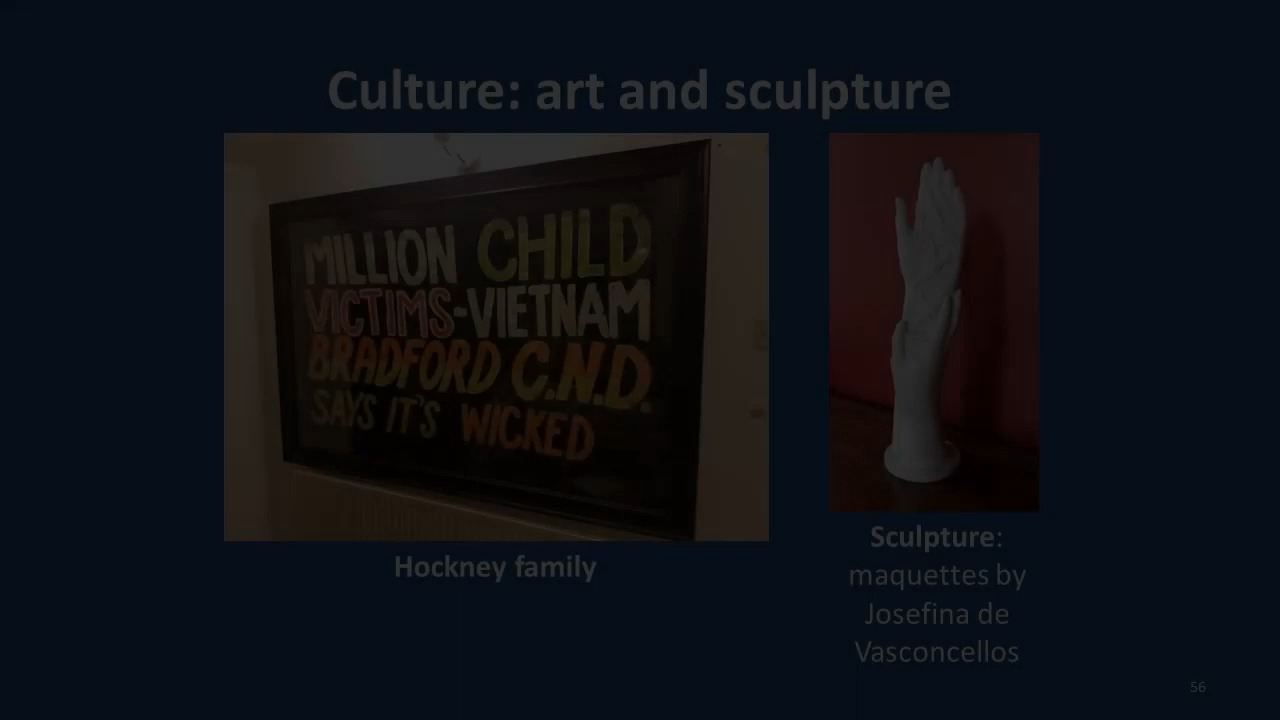 Culture: art and sculpture
MILLION CHILD
VICTIMS-VIETNAM
BRADFORD C.N.D.
SAYS IT'S WICKED
Hockney family
Sculpture:
maquettes by
Josefina de
Vasconcellos
56